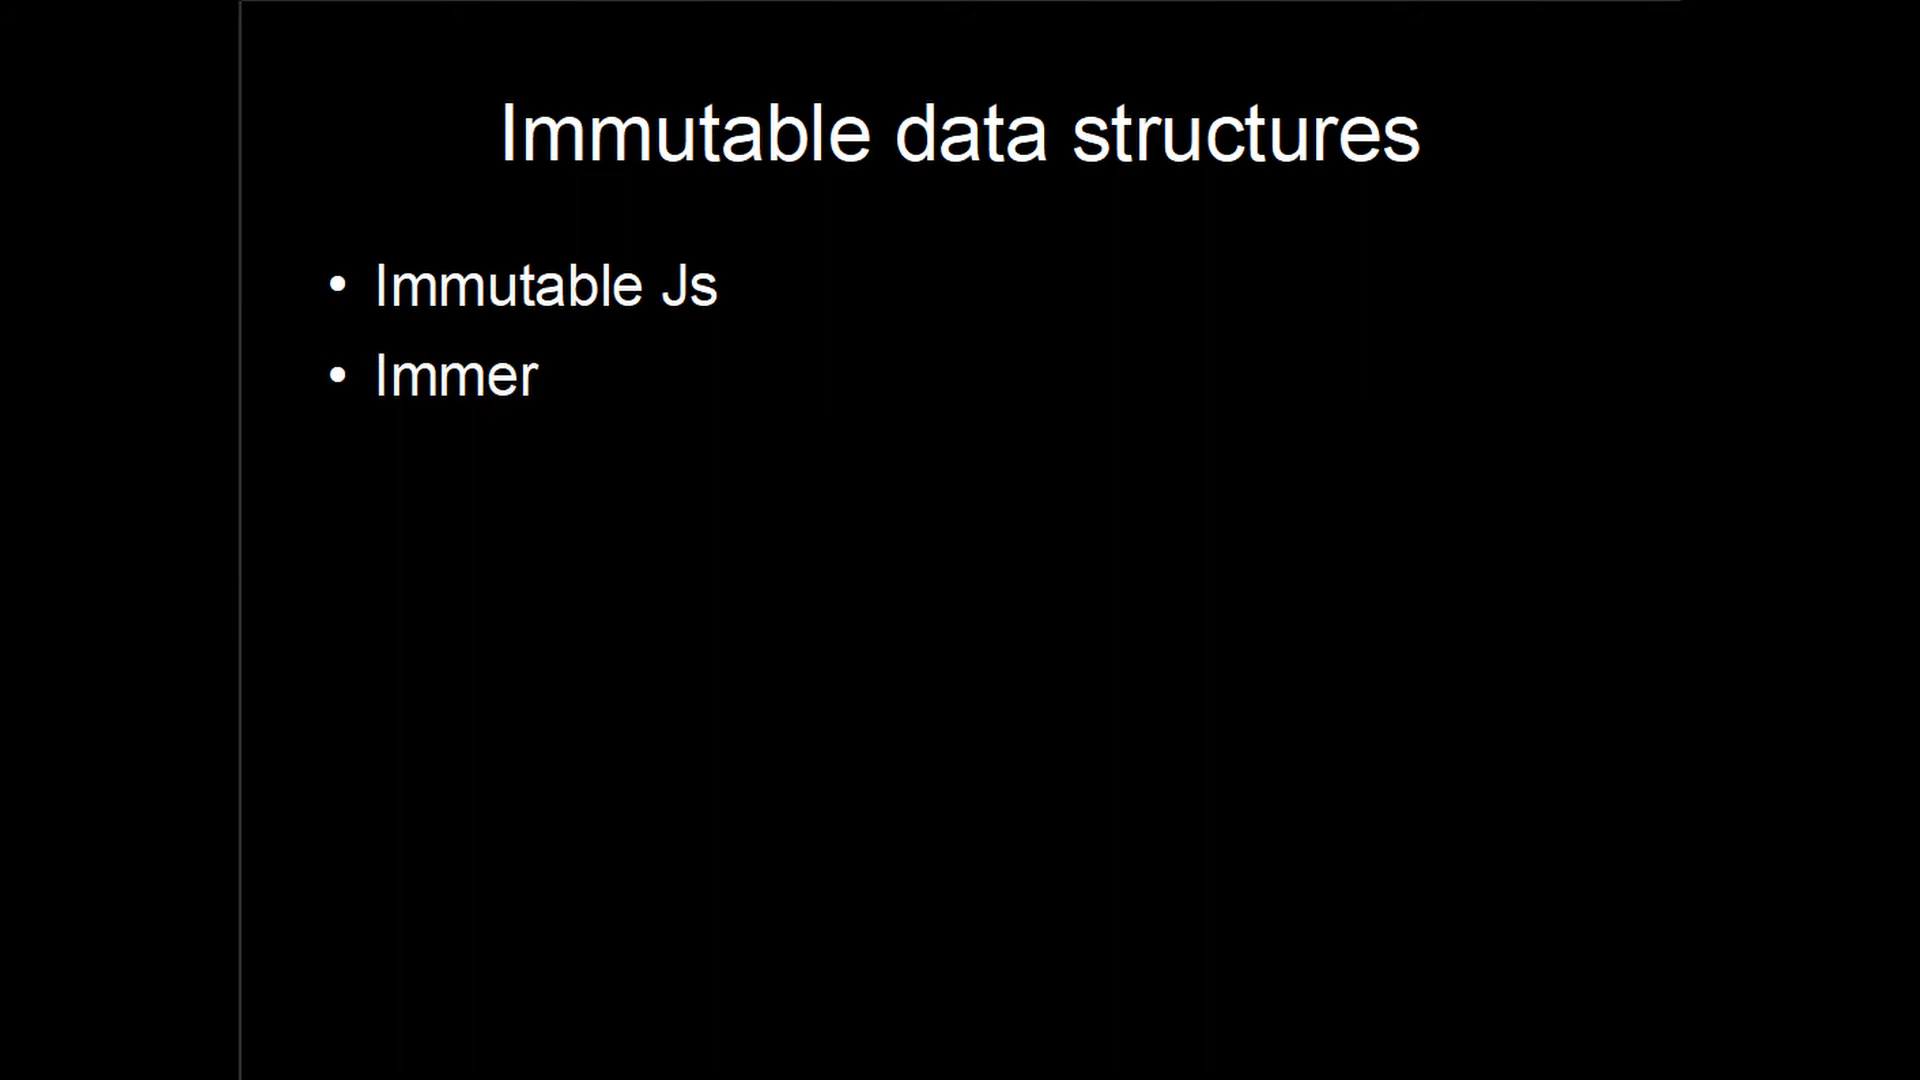 Immutable data structures
• Immutable Js
• Immer